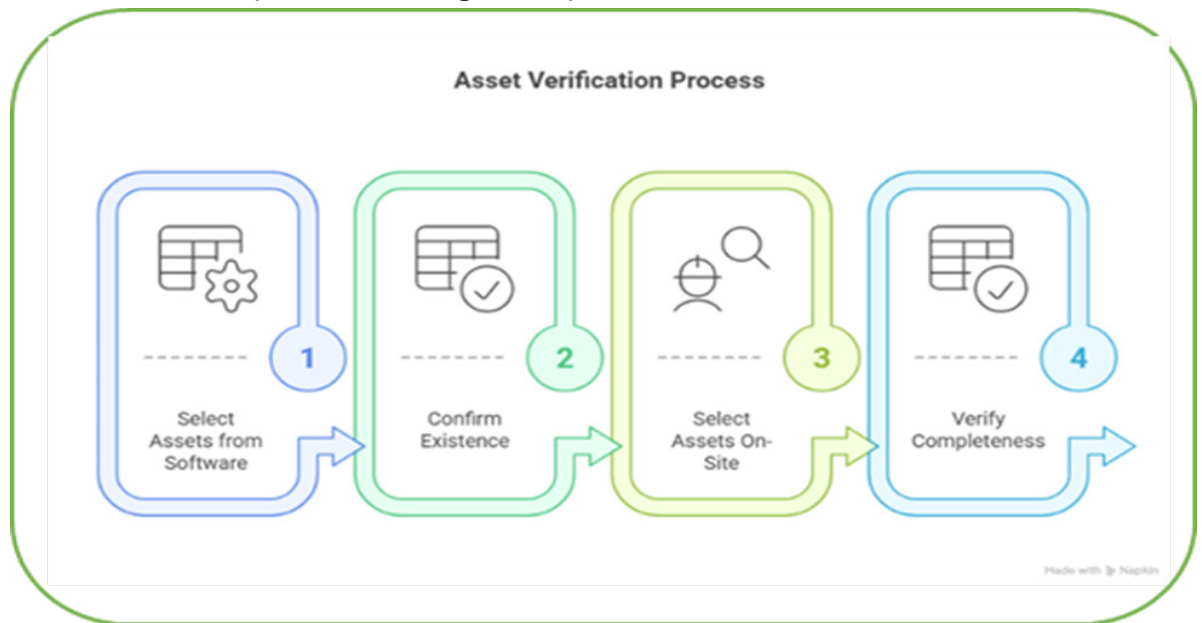 Asset Verification Process
1
2
3
4
Select
Assets from
Software
Confirm
Existence
Select
Assets On-
Site
Verify
Completeness
Made with Napkin